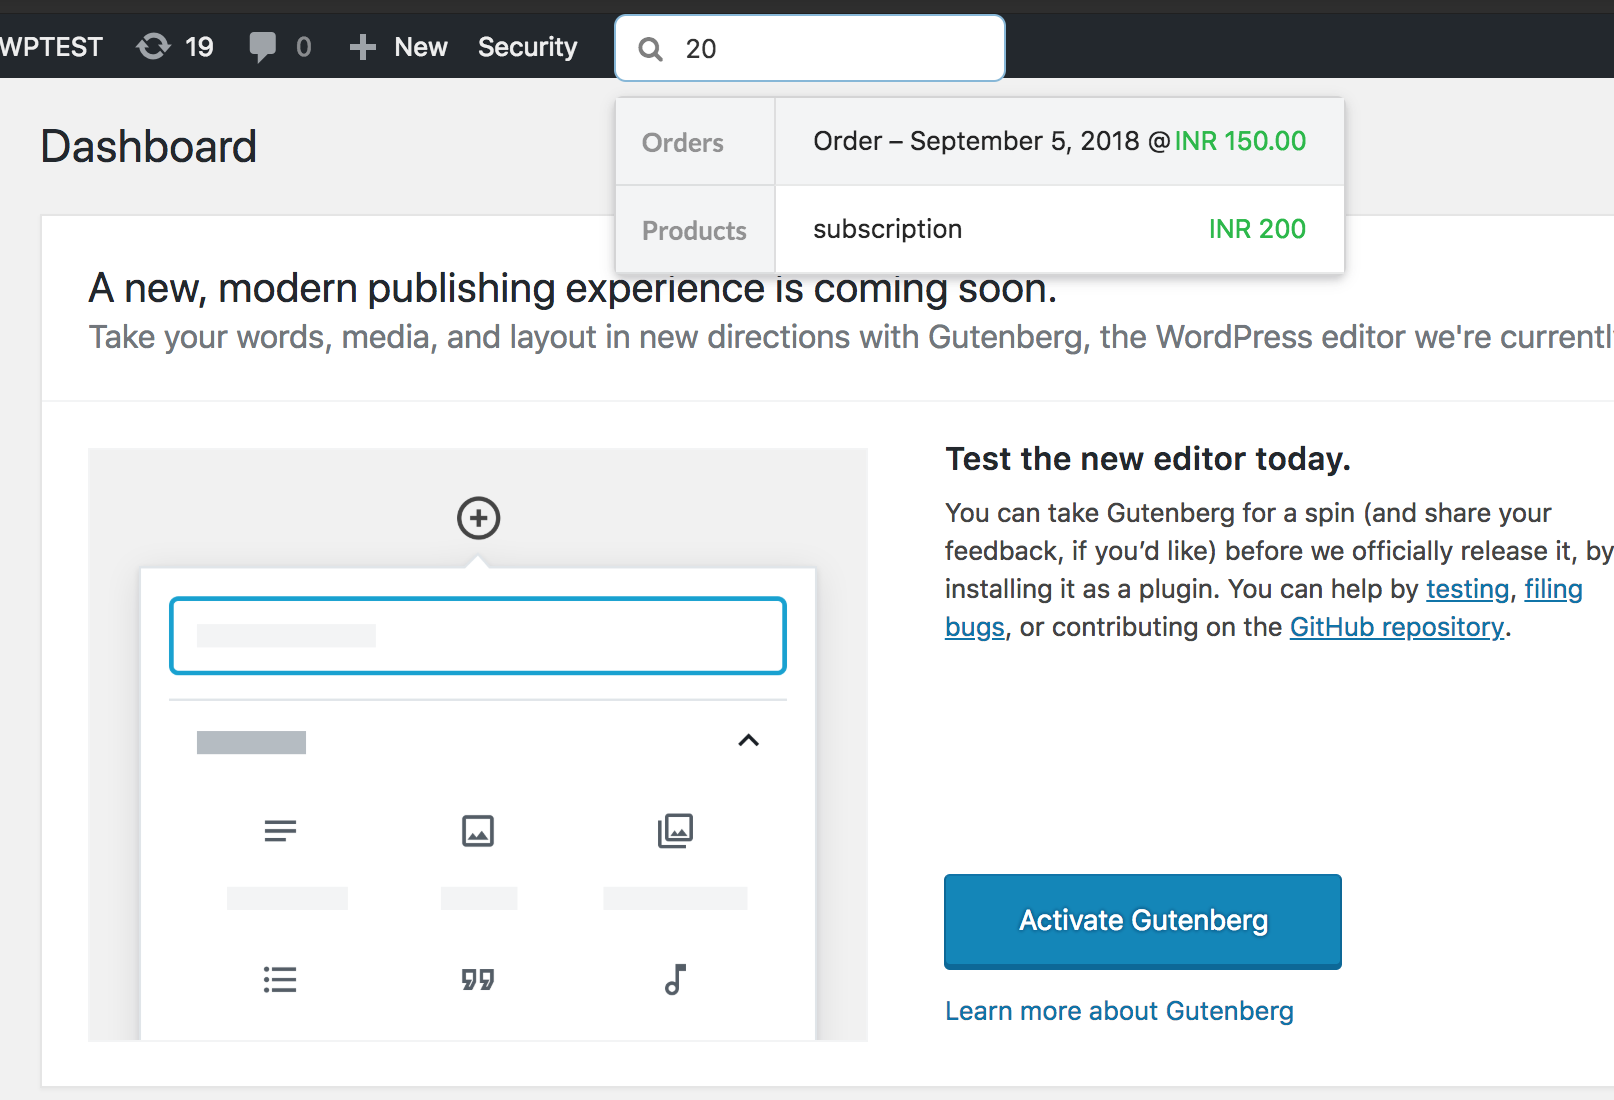 WPTEST 19 0 New Security 20
Dashboard
Orders Order – September 5, 2018 @ INR 150.00
Products subscription INR 200
A new, modern publishing experience is coming soon.
Take your words, media, and layout in new directions with Gutenberg, the WordPress editor we're
Test the new editor today.
You can take Gutenberg for a spin (and share your
feedback, if you’d like) before we officially release it, by
installing it as a plugin. You can help by testing, filing
bugs, or contributing on the GitHub repository.
Activate Gutenberg
Learn more about Gutenberg